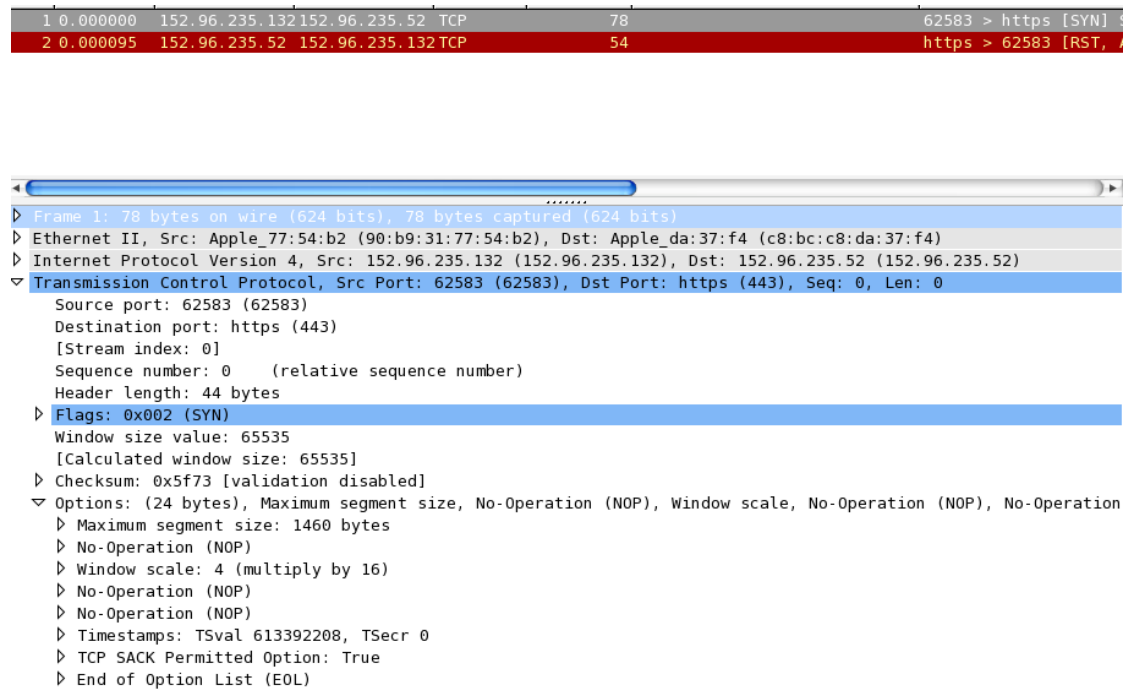 1 0.000000 152.96.235.132 152.96.235.52 TCP 78 62583 > https [SYN] S
2 0.000095 152.96.235.52 152.96.235.132 TCP 54 https > 62583 [RST, A
Frame 1: 78 bytes on wire (624 bits), 78 bytes captured (624 bits)
Ethernet II, Src: Apple_77:54:b2 (90:b9:31:77:54:b2), Dst: Apple_da:37:f4 (c8:bc:c8:da:37:f4)
Internet Protocol Version 4, Src: 152.96.235.132 (152.96.235.132), Dst: 152.96.235.52 (152.96.235.52)
Transmission Control Protocol, Src Port: 62583 (62583), Dst Port: https (443), Seq: 0, Len: 0
Source port: 62583 (62583)
Destination port: https (443)
[Stream index: 0]
Sequence number: 0 (relative sequence number)
Header length: 44 bytes
Flags: 0x002 (SYN)
Window size value: 65535
[Calculated window size: 65535]
Checksum: 0x5f73 [validation disabled]
Options: (24 bytes), Maximum segment size, No-Operation (NOP), Window scale, No-Operation (NOP), No-Operation
Maximum segment size: 1460 bytes
No-Operation (NOP)
Window scale: 4 (multiply by 16)
No-Operation (NOP)
No-Operation (NOP)
Timestamps: TSval 613392208, TSecr 0
TCP SACK Permitted Option: True
End of Option List (EOL)